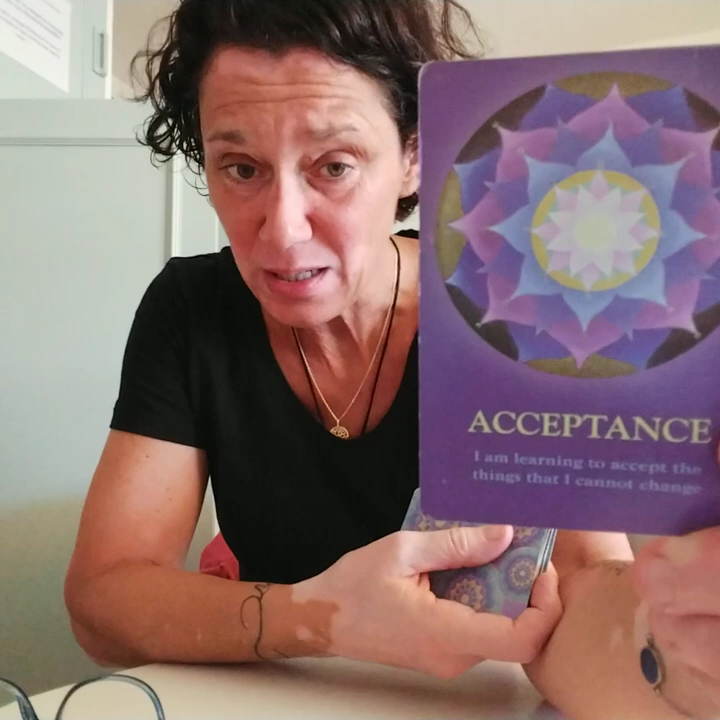 ACCEPTANCE
I am learning to accept the
things that I cannot change